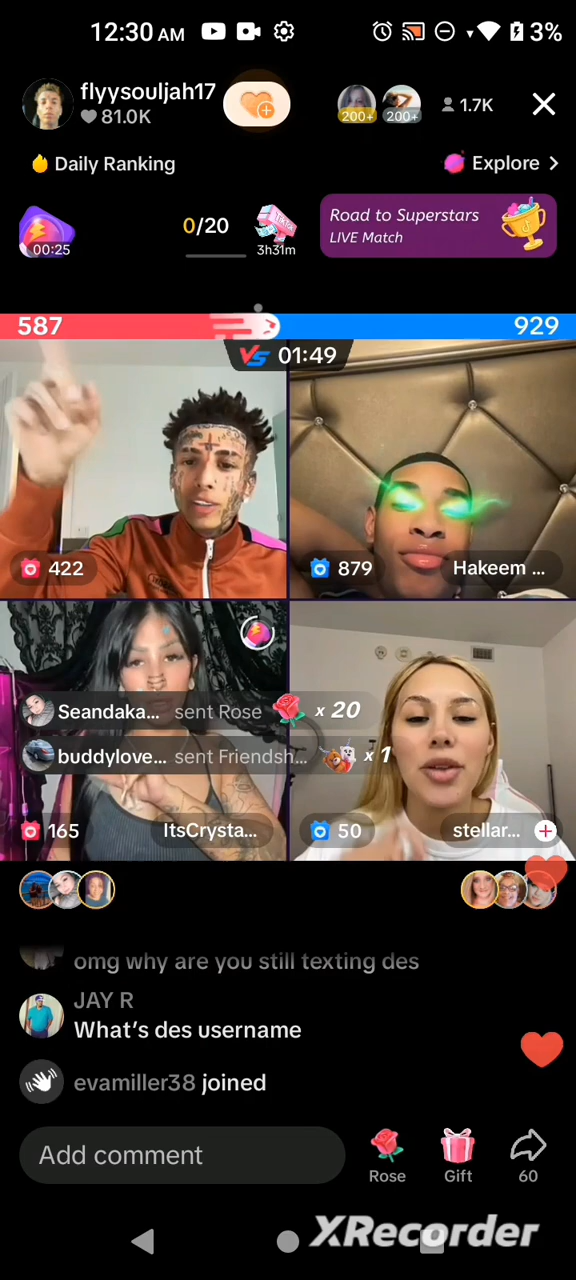 12:30 AM
3%
flyysouljah17
81.0K
200+
200+
1.7K
Daily Ranking
Explore >
00:25
0/20
3h31m
Road to Superstars
LIVE Match
587
929
VS 01:49
422
879
Hakeem ...
Seandaka... sent Rose x 20
buddylove... sent Friendsh... x 1
165
ItsCrysta...
50
stellar...
omg why are you still texting des
JAY R
What's des username
evamiller38 joined
Add comment
Rose
Gift
60
XRecorder